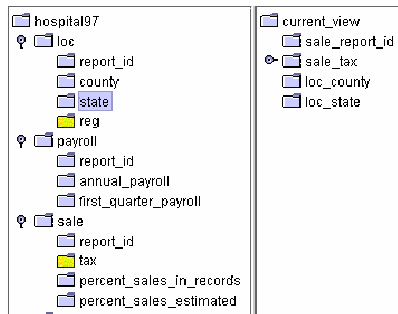 hospital97
loc
report_id
county
state
reg
payroll
report_id
annual_payroll
first_quarter_payroll
sale
report_id
tax
percent_sales_in_records
percent_sales_estimated
current_view
sale_report_id
sale_tax
loc_county
loc_state